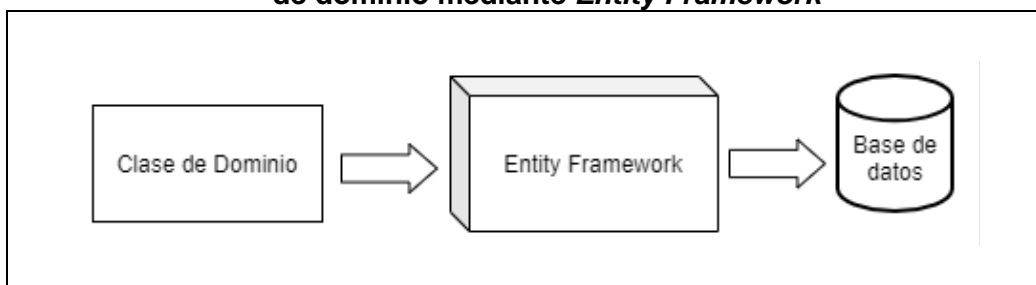 de dominio mediante Entity Framework
Clase de Dominio
Entity Framework
Base de
datos